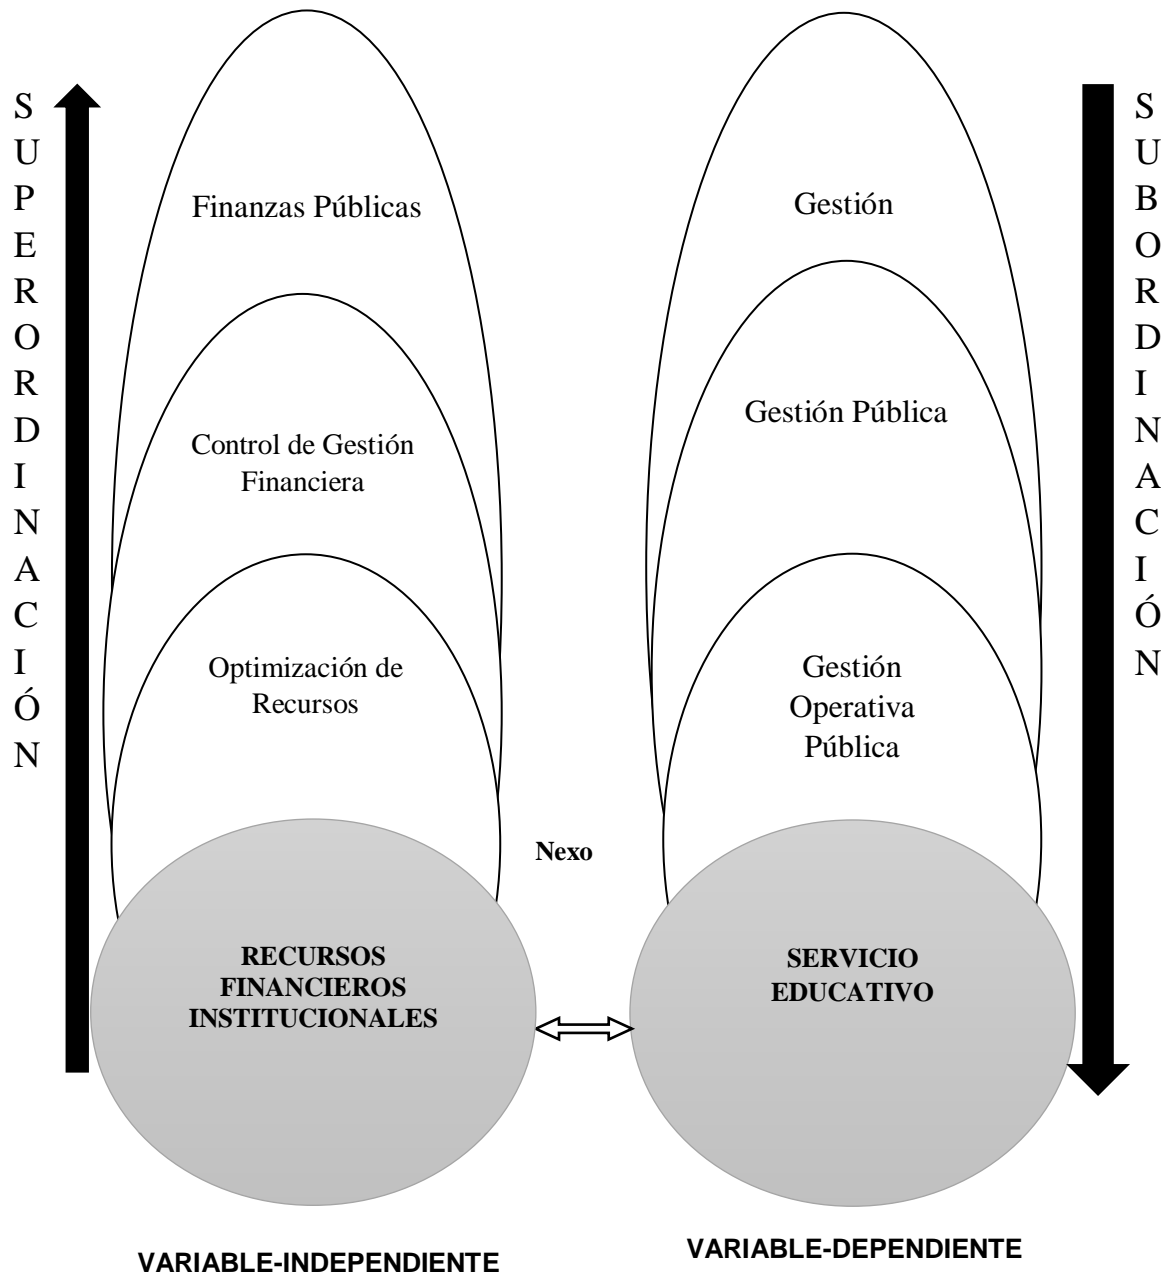 S
U
P
E
R
O
R
D
I
N
A
C
I
Ó
N
Finanzas Públicas
Control de Gestión
Financiera
Optimización de
Recursos
RECURSOS
FINANCIEROS
INSTITUCIONALES
VARIABLE-INDEPENDIENTE
Nexo
Gestión
Gestión Pública
Gestión
Operativa
Pública
SERVICIO
EDUCATIVO
VARIABLE-DEPENDIENTE
S
U
B
O
R
D
I
N
A
C
I
Ó
N